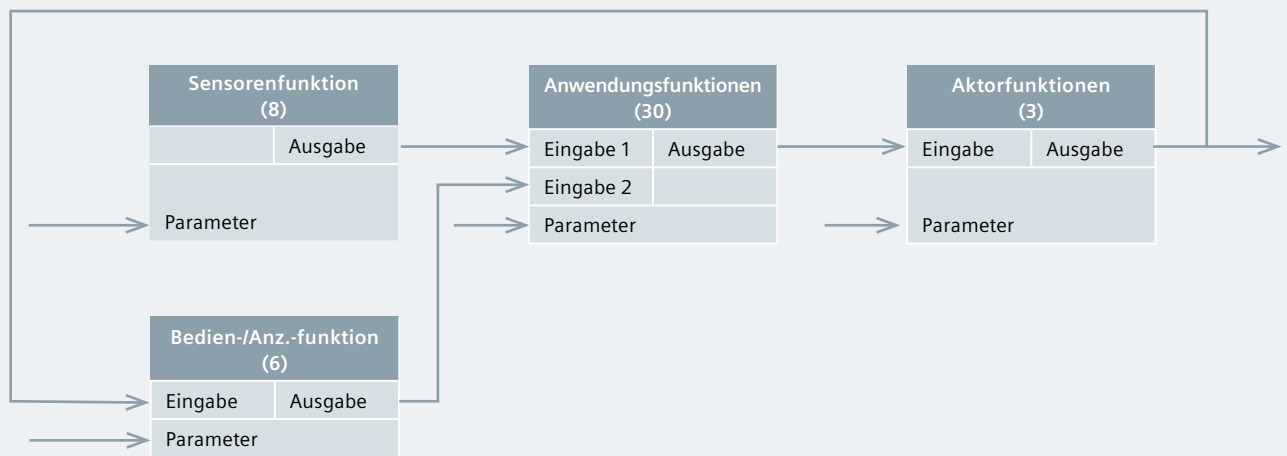 Sensorenfunktion
(8)
Ausgabe
Parameter
Anwendungsfunktionen
(30)
Eingabe 1 Ausgabe
Eingabe 2
Parameter
Aktorfunktionen
(3)
Eingabe Ausgabe
Parameter
Bedien-/Anz.-funktion
(6)
Eingabe Ausgabe
Parameter